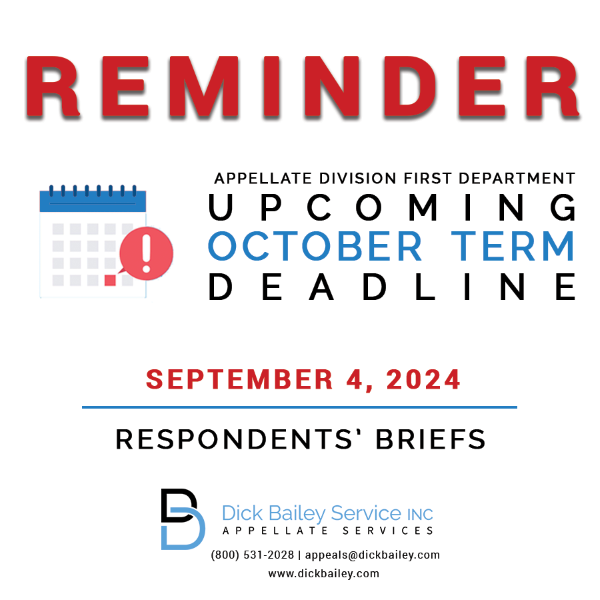 REMINDER
APPELLATE DIVISION FIRST DEPARTMENT
UPCOMING
OCTOBER TERM
DEADLINE
!
SEPTEMBER 4, 2024
RESPONDENTS' BRIEFS
DB
Dick Bailey Service INC
APPELLATE SERVICES
(800) 531-2028 | appeals@dickbailey.com
www.dickbailey.com